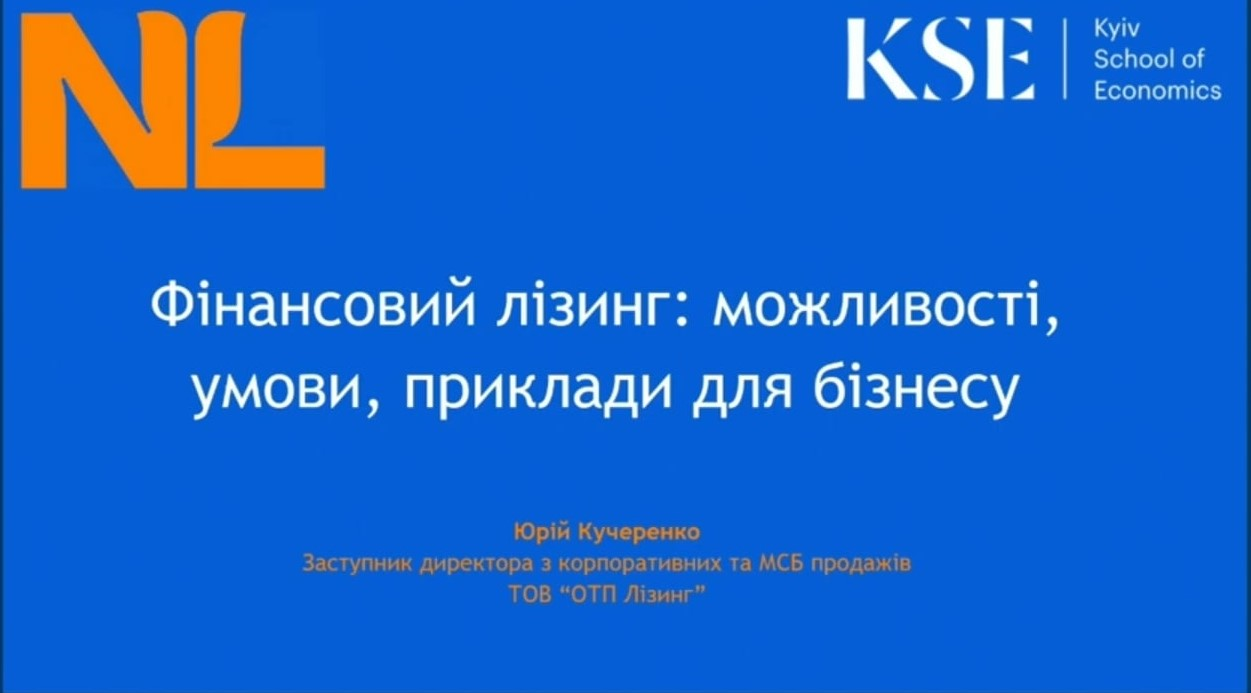 NL
KSE
Kyiv
School of
Economics
Фінансовий лізинг: можливості,
умови, приклади для бізнесу
Юрій Кучеренко
Заступник директора з корпоративних та МСБ продажів
ТОВ “ОТП Лізинг”